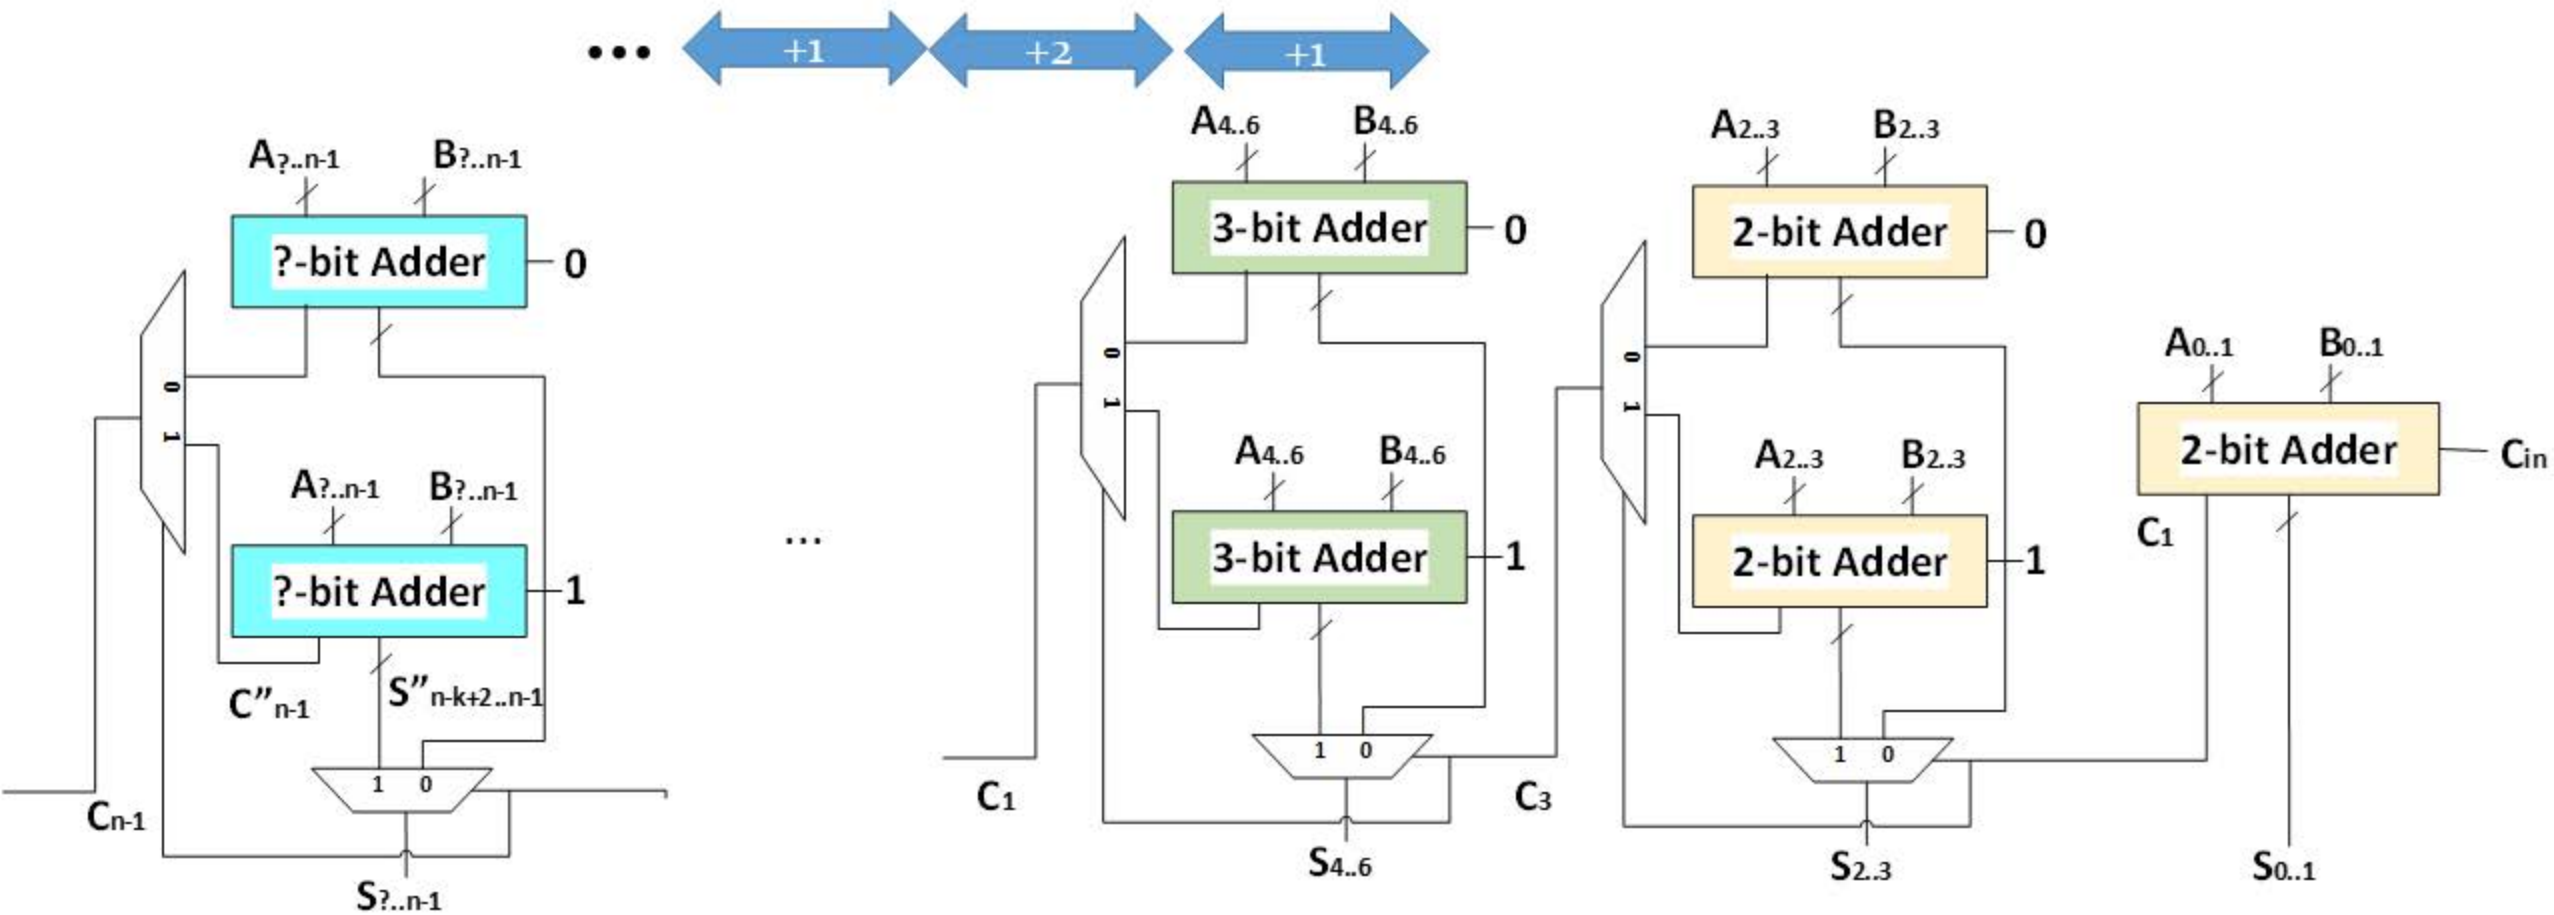 ... +1 +2 +1
A?..n-1 B?..n-1
?-bit Adder 0
0
1
A?..n-1 B?..n-1
?-bit Adder 1
C”n-1
S”n-k+2..n-1
1 0
Cn-1
S?..n-1
...
A4..6 B4..6
3-bit Adder 0
0
1
A4..6 B4..6
3-bit Adder 1
1 0
C1
S4..6
C3
A2..3 B2..3
2-bit Adder 0
0
1
A2..3 B2..3
2-bit Adder 1
1 0
S2..3
A0..1 B0..1
2-bit Adder Cin
C1
S0..1